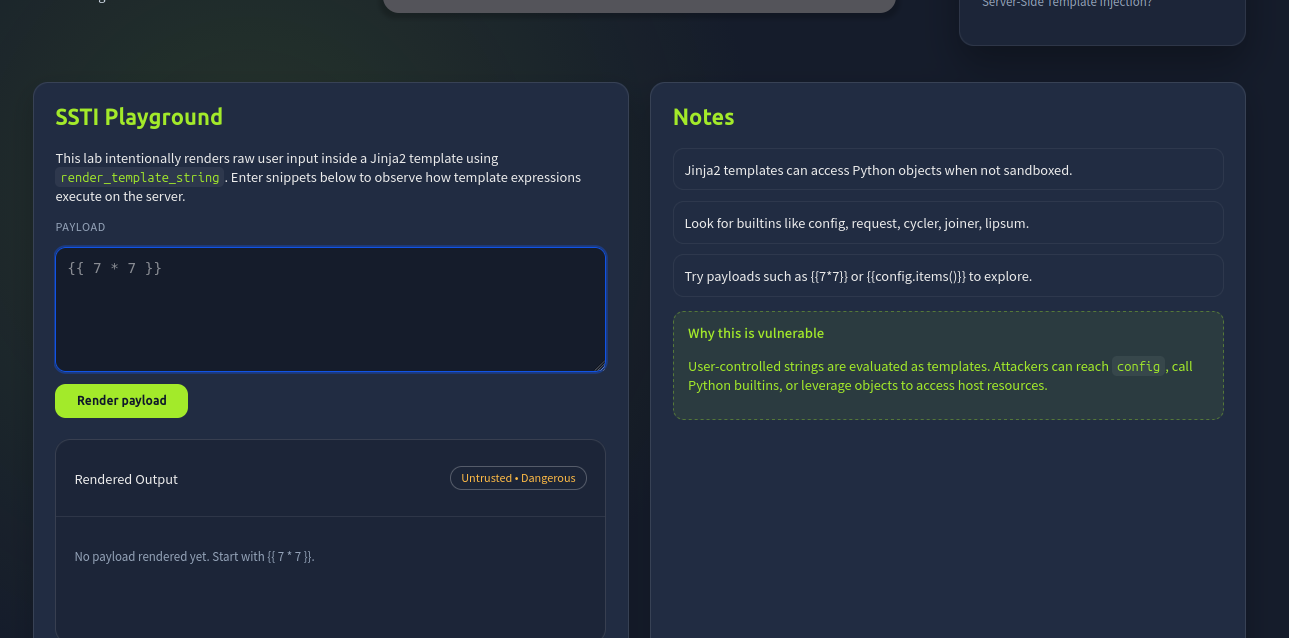 Server-Side Template Injection?
SSTI Playground
This lab intentionally renders raw user input inside a Jinja2 template using
render_template_string . Enter snippets below to observe how template expressions
execute on the server.
PAYLOAD
{{ 7 * 7 }}
Render payload
Rendered Output
Untrusted • Dangerous
No payload rendered yet. Start with {{ 7 * 7 }}.
Notes
Jinja2 templates can access Python objects when not sandboxed.
Look for builtins like config, request, cycler, joiner, lipsum.
Try payloads such as {{7*7}} or {{config.items()}} to explore.
Why this is vulnerable
User-controlled strings are evaluated as templates. Attackers can reach config , call
Python builtins, or leverage objects to access host resources.